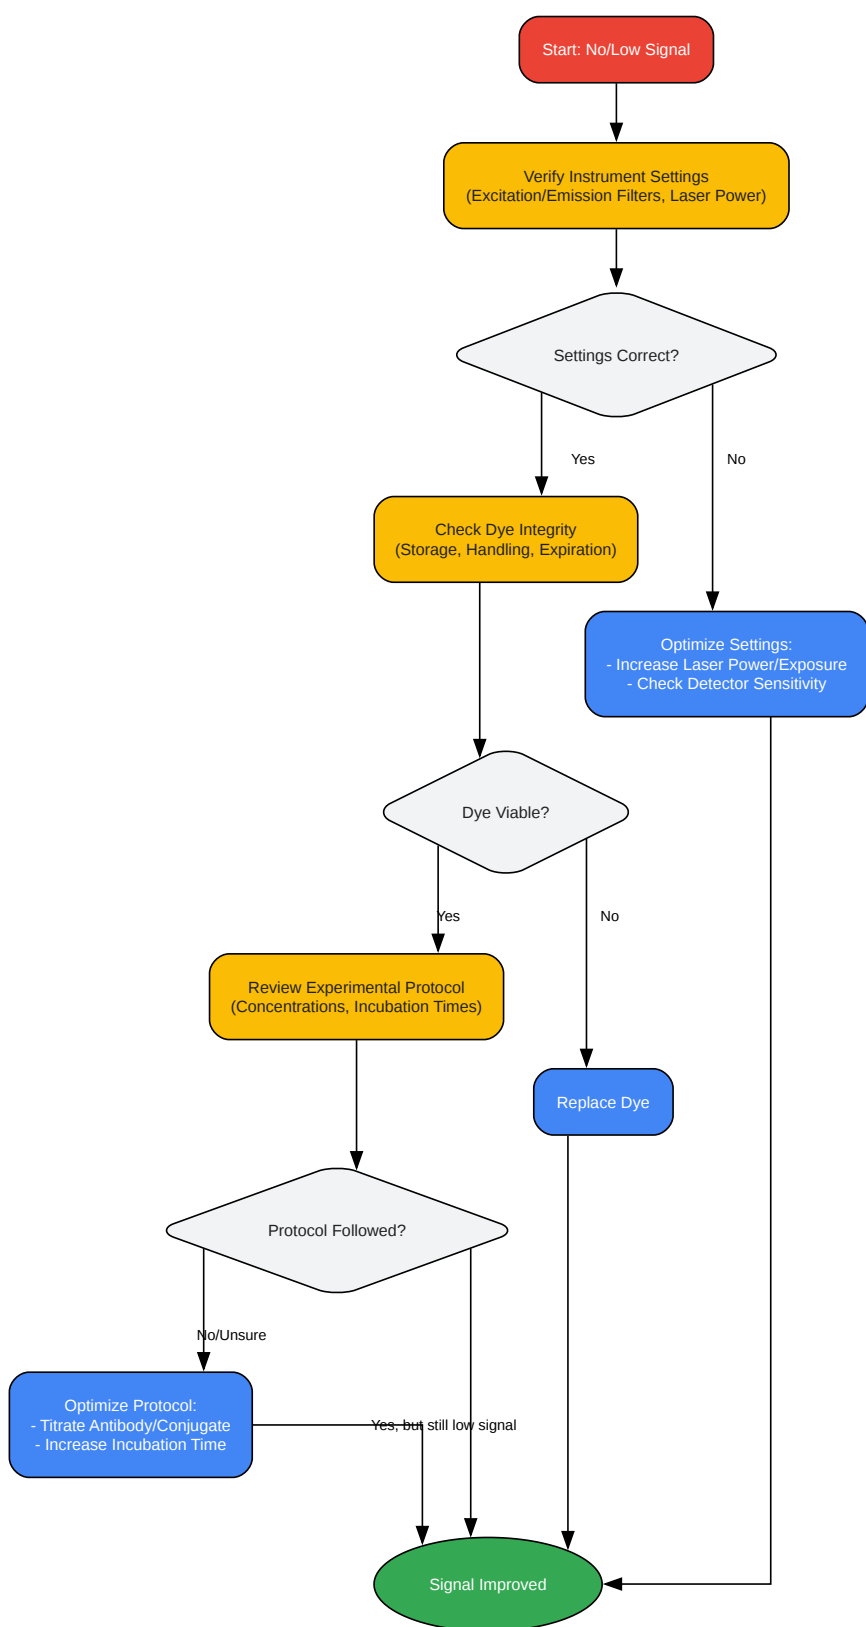 Start: No/Low Signal
Verify Instrument Settings
(Excitation/Emission Filters, Laser Power)
Settings Correct?
Yes
No
Check Dye Integrity
(Storage, Handling, Expiration)
Optimize Settings:
- Increase Laser Power/Exposure
- Check Detector Sensitivity
Dye Viable?
Yes
No
Review Experimental Protocol
(Concentrations, Incubation Times)
Replace Dye
Protocol Followed?
No/Unsure
Optimize Protocol:
- Titrate Antibody/Conjugate
- Increase Incubation Time
Yes, but still low signal
Signal Improved